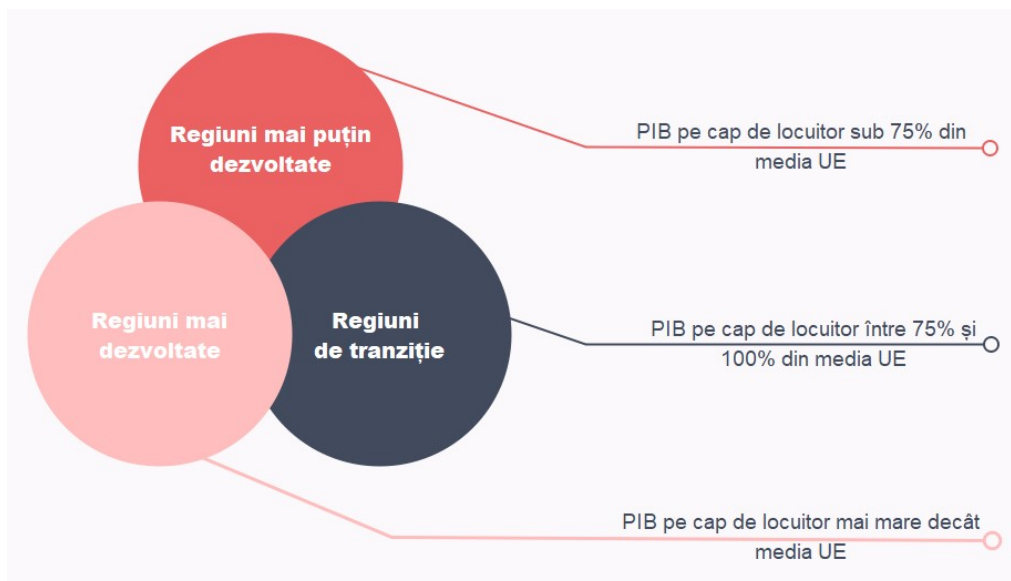 Regiuni mai puțin
dezvoltate
PIB pe cap de locuitor sub 75% din
media UE
Regiuni mai
dezvoltate
Regiuni
de tranziție
PIB pe cap de locuitor între 75% și
100% din media UE
PIB pe cap de locuitor mai mare decât
media UE